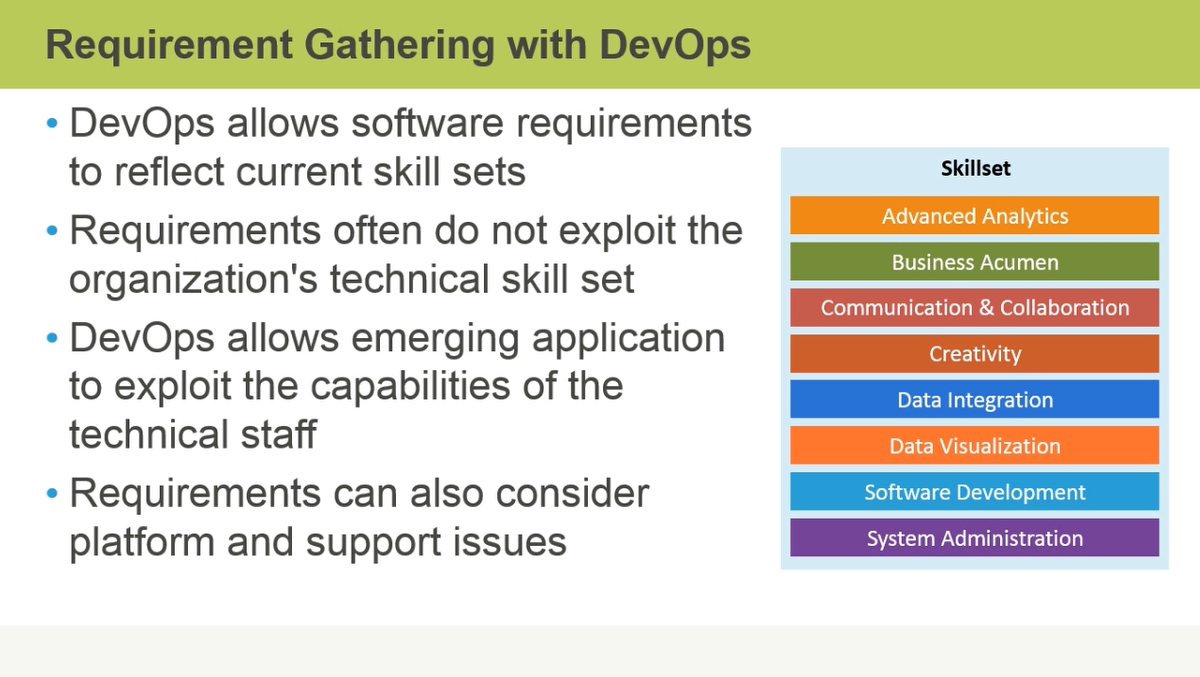 Requirement Gathering with DevOps
• DevOps allows software requirements
to reflect current skill sets
• Requirements often do not exploit the
organization's technical skill set
• DevOps allows emerging application
to exploit the capabilities of the
technical staff
• Requirements can also consider
platform and support issues
Skillset
Advanced Analytics
Business Acumen
Communication & Collaboration
Creativity
Data Integration
Data Visualization
Software Development
System Administration